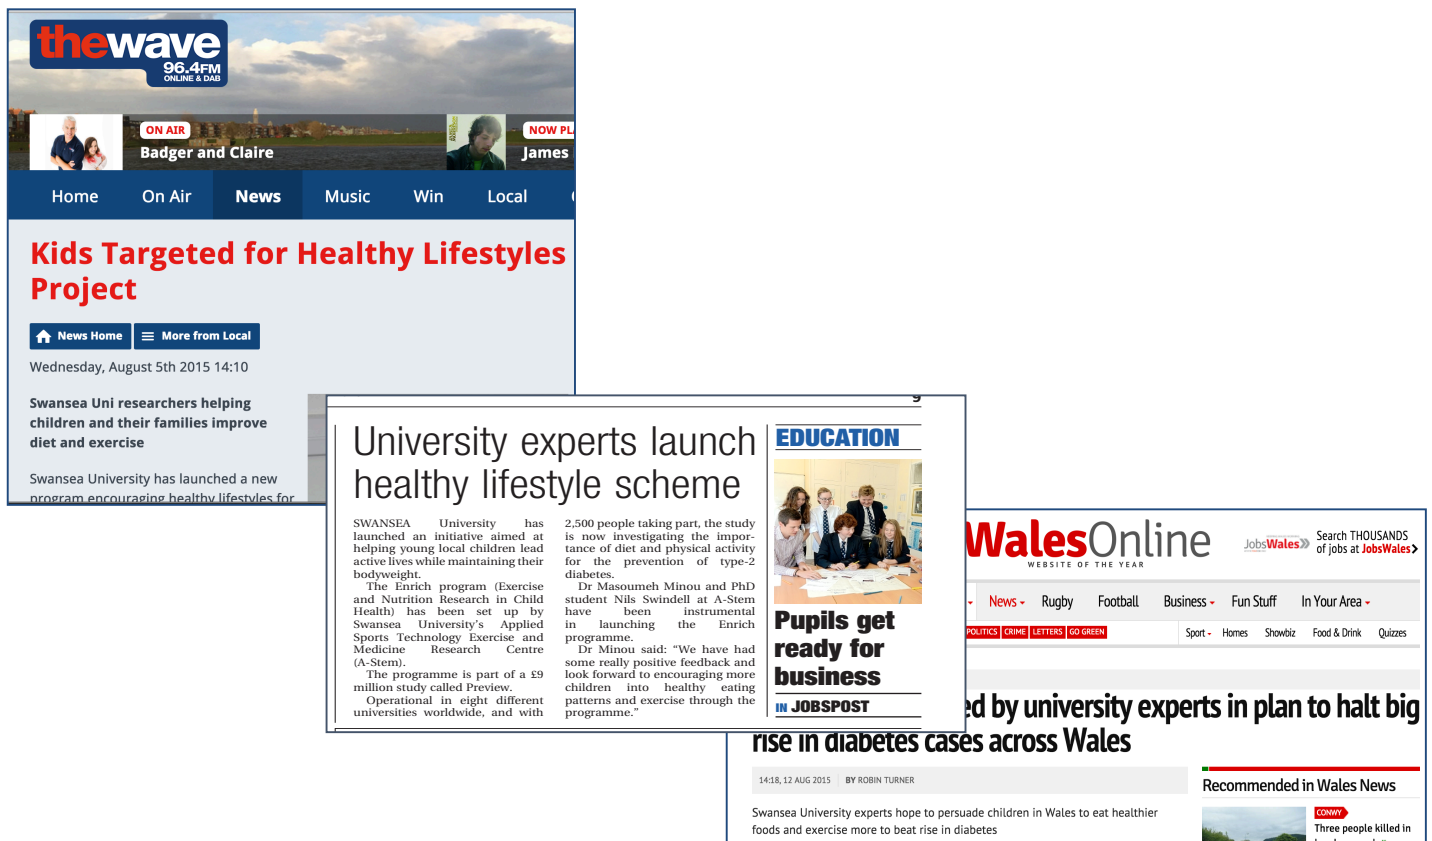 thewave
96.4FM
ONLINE & DAB
ON AIR
Badger and Claire
NOW PL
James
Home On Air News Music Win Local
Kids Targeted for Healthy Lifestyles
Project
News Home More from Local
Wednesday, August 5th 2015 14:10
Swansea Uni researchers helping
children and their families improve
diet and exercise
Swansea University has launched a new
program encouraging healthy lifestyles for
University experts launch
healthy lifestyle scheme
SWANSEA University has
launched an initiative aimed at
helping young local children lead
active lives while maintaining their
bodyweight.
The Enrich program (Exercise
and Nutrition Research in Child
Health) has been set up by
Swansea University's Applied
Sports Technology Exercise and
Medicine Research Centre
(A-Stem).
The programme is part of a £9
million study called Preview.
Operational in eight different
universities worldwide, and with
2,500 people taking part, the study
is now investigating the impor-
tance of diet and physical activity
for the prevention of type-2
diabetes.
Dr Masoumeh Minou and PhD
student Nils Swindell at A-Stem
have been instrumental
in launching the Enrich
programme.
Dr Minou said: "We have had
some really positive feedback and
look forward to encouraging more
children into healthy eating
patterns and exercise through the
programme."
EDUCATION
Pupils get
ready for
business
IN JOBSPOST
WalesOnline
WEBSITE OF THE YEAR
JobsWales
Search THOUSANDS
of jobs at JobsWales
News Rugby Football Business Fun Stuff In Your Area
POLITICS CRIME LETTERS GO GREEN Sport Homes Showbiz Food & Drink Quizzes
ed by university experts in plan to halt big
rise in diabetes cases across Wales
14:18, 12 AUG 2015 BY ROBIN TURNER
Swansea University experts hope to persuade children in Wales to eat healthier
foods and exercise more to beat rise in diabetes
Recommended in Wales News
CONWY
Three people killed in